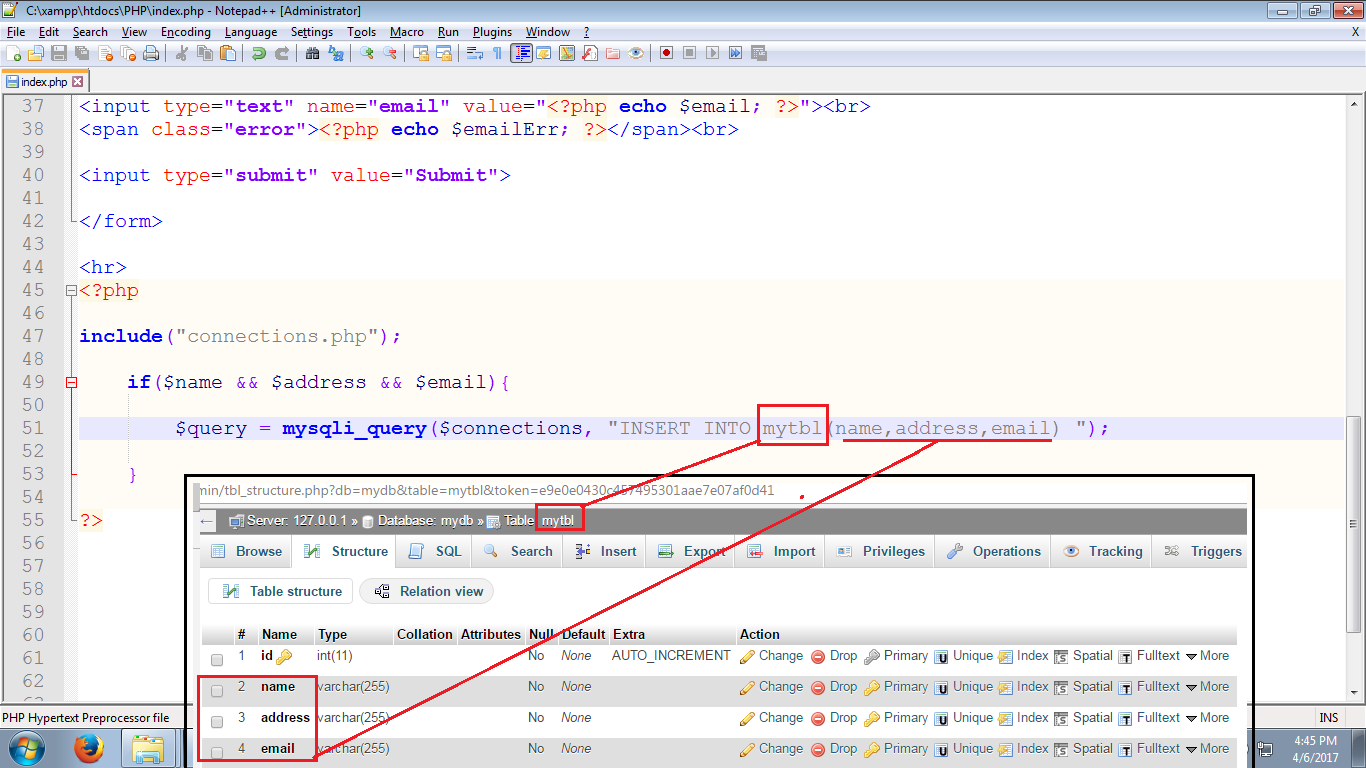 C:\xampp\htdocs\PHP\index.php - Notepad++ [Administrator]
File Edit Search View Encoding Language Settings Tools Macro Run Plugins Window ? X
index.php
37 <input type="text" name="email" value="<?php echo $email; ?>"><br>
38 <span class="error"><?php echo $emailErr; ?></span><br>
39
40 <input type="submit" value="Submit">
41
42 </form>
43
44 <hr>
45 <?php
46
47 include("connections.php");
48
49 if($name && $address && $email){
50
51 $query = mysqli_query($connections, "INSERT INTO mytbl(name,address,email) ");
52
53 }
54
55 ?>
56
57
58
59
60
61
62
min/tbl_structure.php?db=mydb&table=mytbl&token=e9e0e0430c457495301aae7e07af0d41
Server: 127.0.0.1 » Database: mydb » Table mytbl
Browse Structure SQL Search Insert Export Import Privileges Operations Tracking Triggers
Table structure Relation view
# Name Type Collation Attributes Null Default Extra Action
1 id int(11) No None AUTO_INCREMENT Change Drop Primary Unique Index Spatial Fulltext More
2 name varchar(255) No None Change Drop Primary Unique Index Spatial Fulltext More
3 address varchar(255) No None Change Drop Primary Unique Index Spatial Fulltext More
4 email varchar(255) No None Change Drop Primary Unique Index Spatial Fulltext More
PHP Hypertext Preprocessor file INS
4:45 PM
4/6/2017